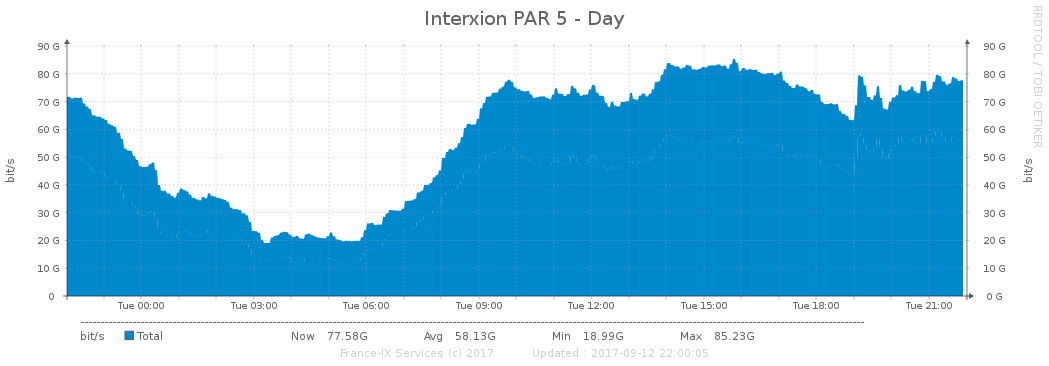 Interxion PAR 5 - Day
RRDTOOL / TOBI OETIKER
bit/s
90 G
80 G
70 G
60 G
50 G
40 G
30 G
20 G
10 G
0
90 G
80 G
70 G
60 G
50 G
40 G
30 G
20 G
10 G
0 G
bit/s
Tue 00:00 Tue 03:00 Tue 06:00 Tue 09:00 Tue 12:00 Tue 15:00 Tue 18:00 Tue 21:00
bit/s Total Now 77.58G Avg 58.13G Min 18.99G Max 85.23G
France-IX Services (c) 2017 Updated : 2017-09-12 22:00:05